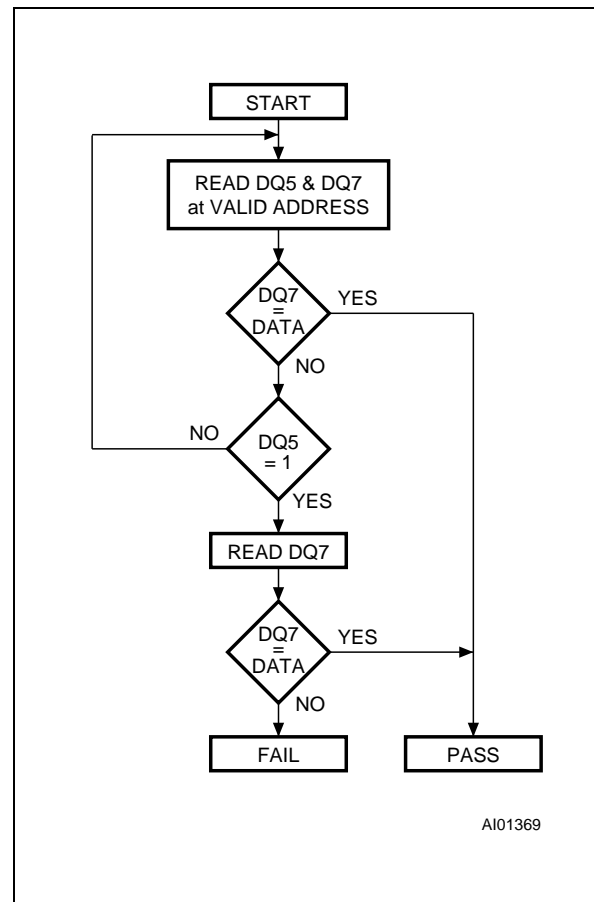 START
READ DQ5 & DQ7
at VALID ADDRESS
DQ7
=
DATA
YES
NO
NO
DQ5
= 1
YES
READ DQ7
DQ7
=
DATA
YES
NO
FAIL
PASS
AI01369